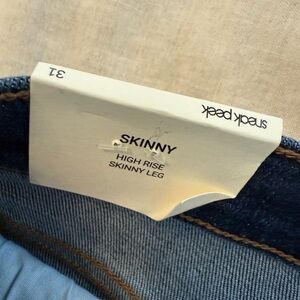 31
sneak peek
SKINNY
HIGH RISE
SKINNY LEG